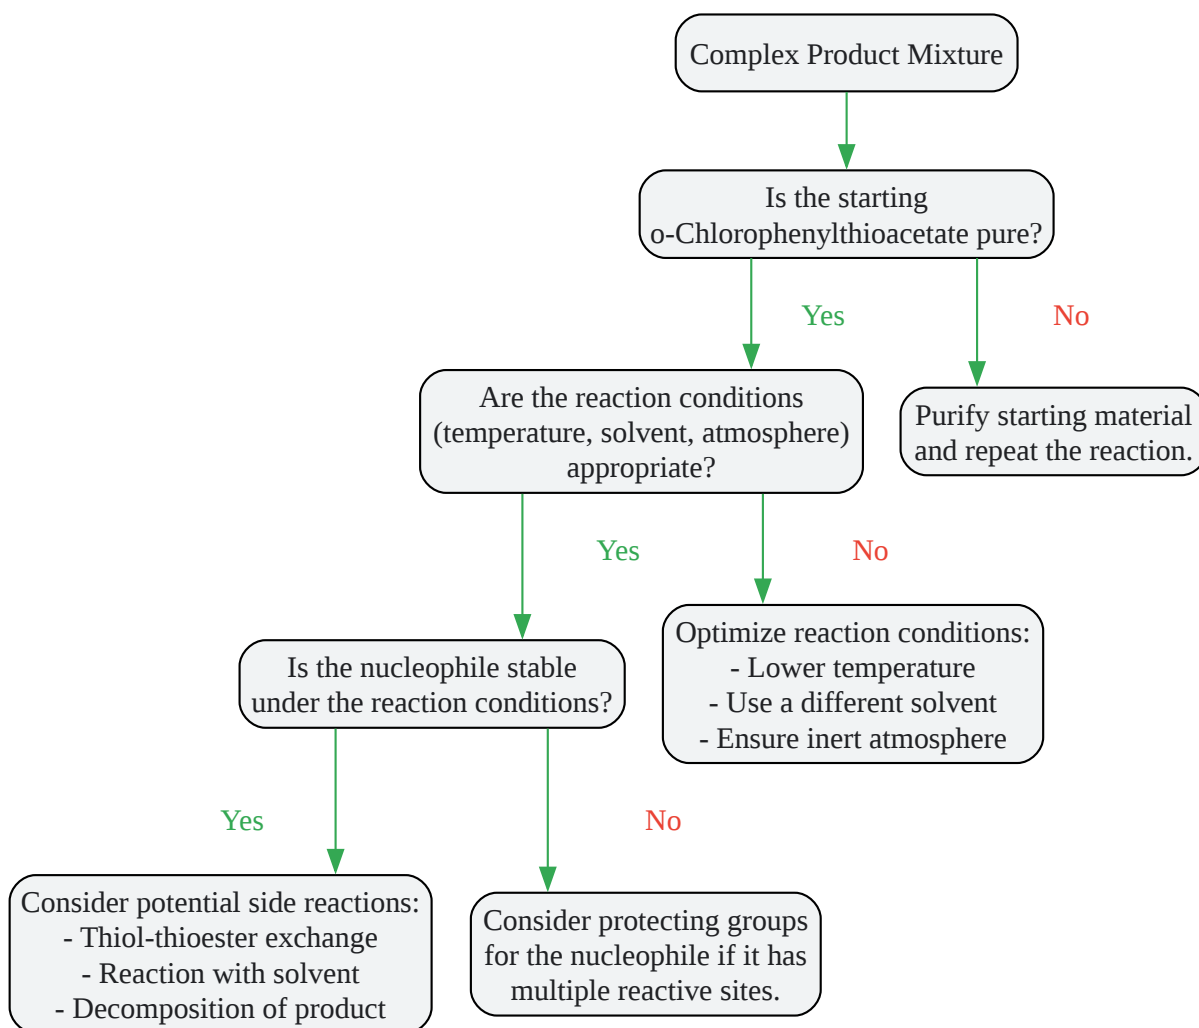 Complex Product Mixture
Is the starting
o-Chlorophenylthioacetate pure?
Yes
No
Are the reaction conditions
(temperature, solvent, atmosphere)
appropriate?
Purify starting material
and repeat the reaction.
Yes
No
Is the nucleophile stable
under the reaction conditions?
Optimize reaction conditions:
- Lower temperature
- Use a different solvent
- Ensure inert atmosphere
Yes
No
Consider potential side reactions:
- Thiol-thioester exchange
- Reaction with solvent
- Decomposition of product
Consider protecting groups
for the nucleophile if it has
multiple reactive sites.